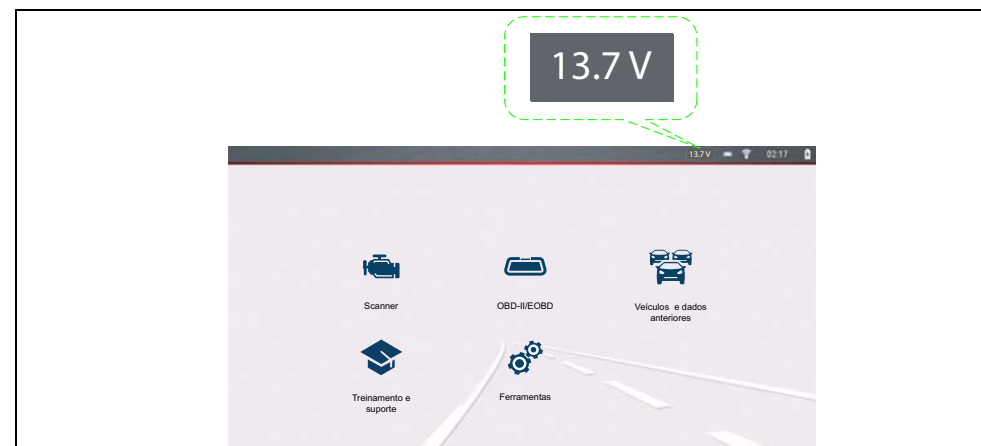 13.7 V
13.7 V 02:17
Scanner
OBD-II/EOBD
Veículos e dados
anteriores
Treinamento e
suporte
Ferramentas